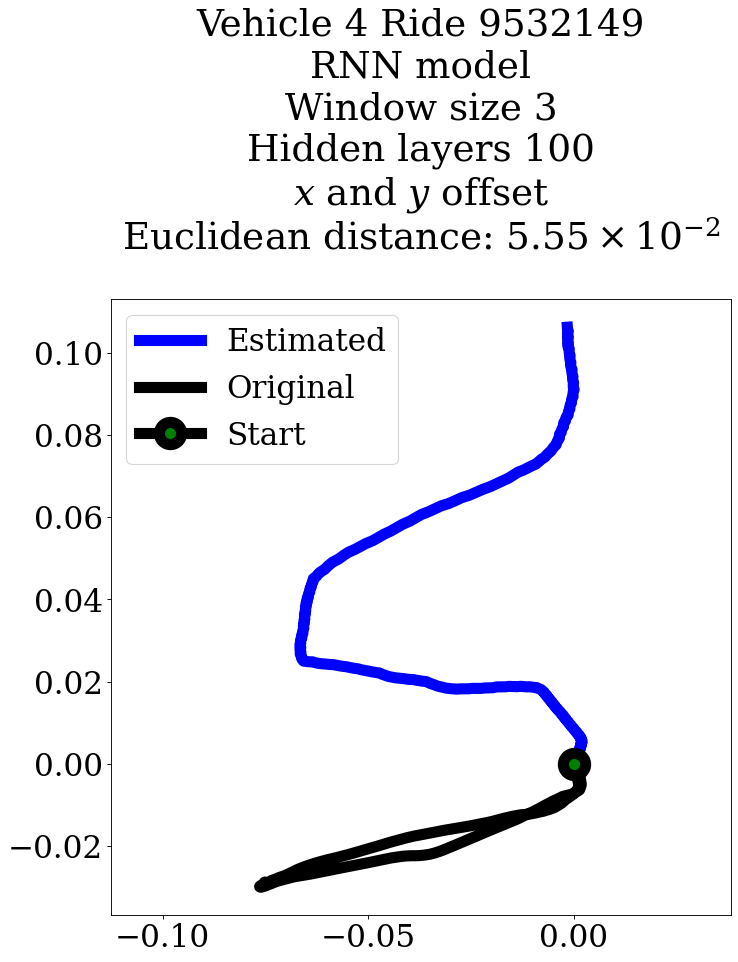 Vehicle 4 Ride 9532149
RNN model
Window size 3
Hidden layers 100
x and y offset
Euclidean distance: 5.55 × 10⁻²
Estimated
Original
Start
0.10
0.08
0.06
0.04
0.02
0.00
−0.02
−0.10
−0.05
0.00